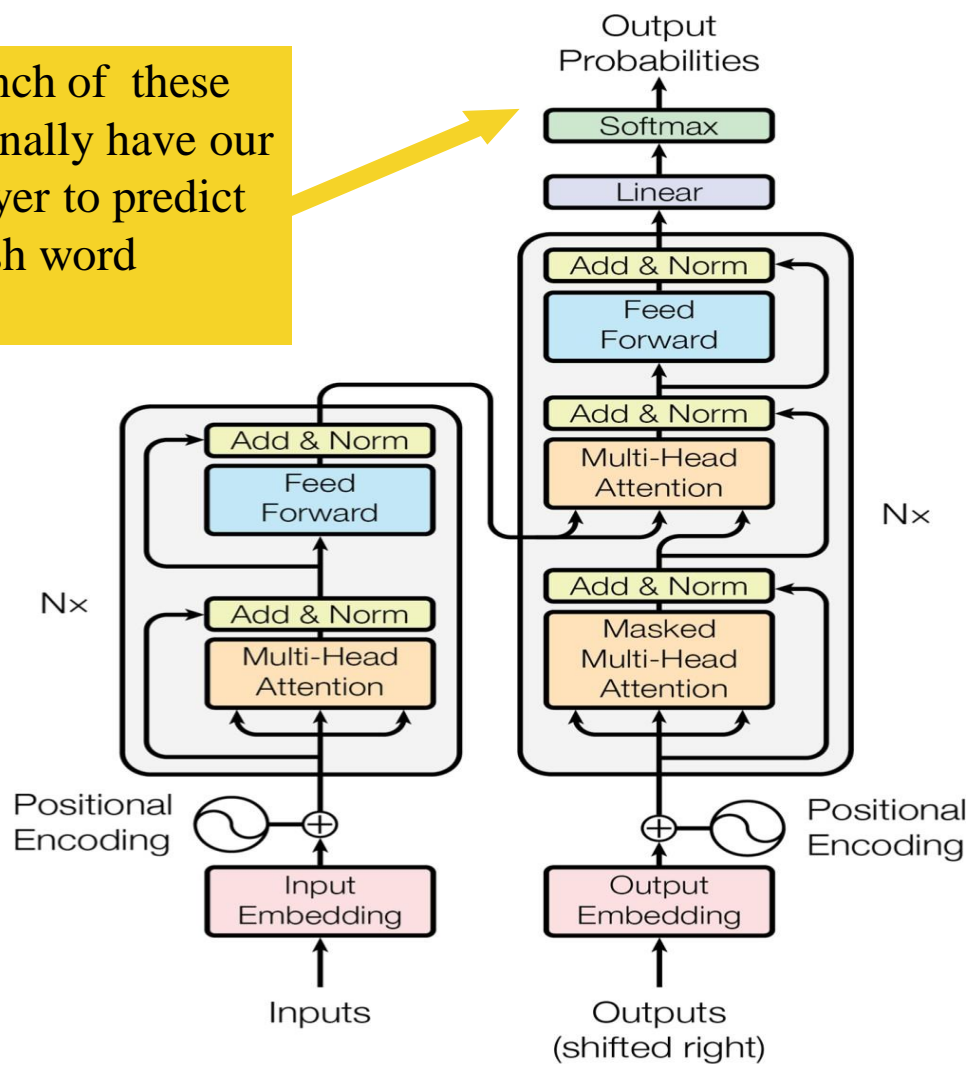 Output
Probabilities
nch of these
nally have our
yer to predict
sh word
Softmax
Linear
Add & Norm
Feed
Forward
Add & Norm
Multi-Head
Attention
Nx
Add & Norm
Masked
Multi-Head
Attention
Add & Norm
Feed
Forward
Nx
Add & Norm
Multi-Head
Attention
Positional
Encoding
Positional
Encoding
Input
Embedding
Output
Embedding
Inputs
Outputs
(shifted right)